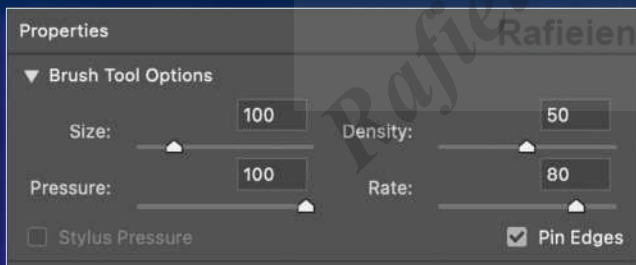 Properties
Rafieien
Brush Tool Options
Size: 100 Density: 50
Pressure: 100 Rate: 80
Stylus Pressure Pin Edges